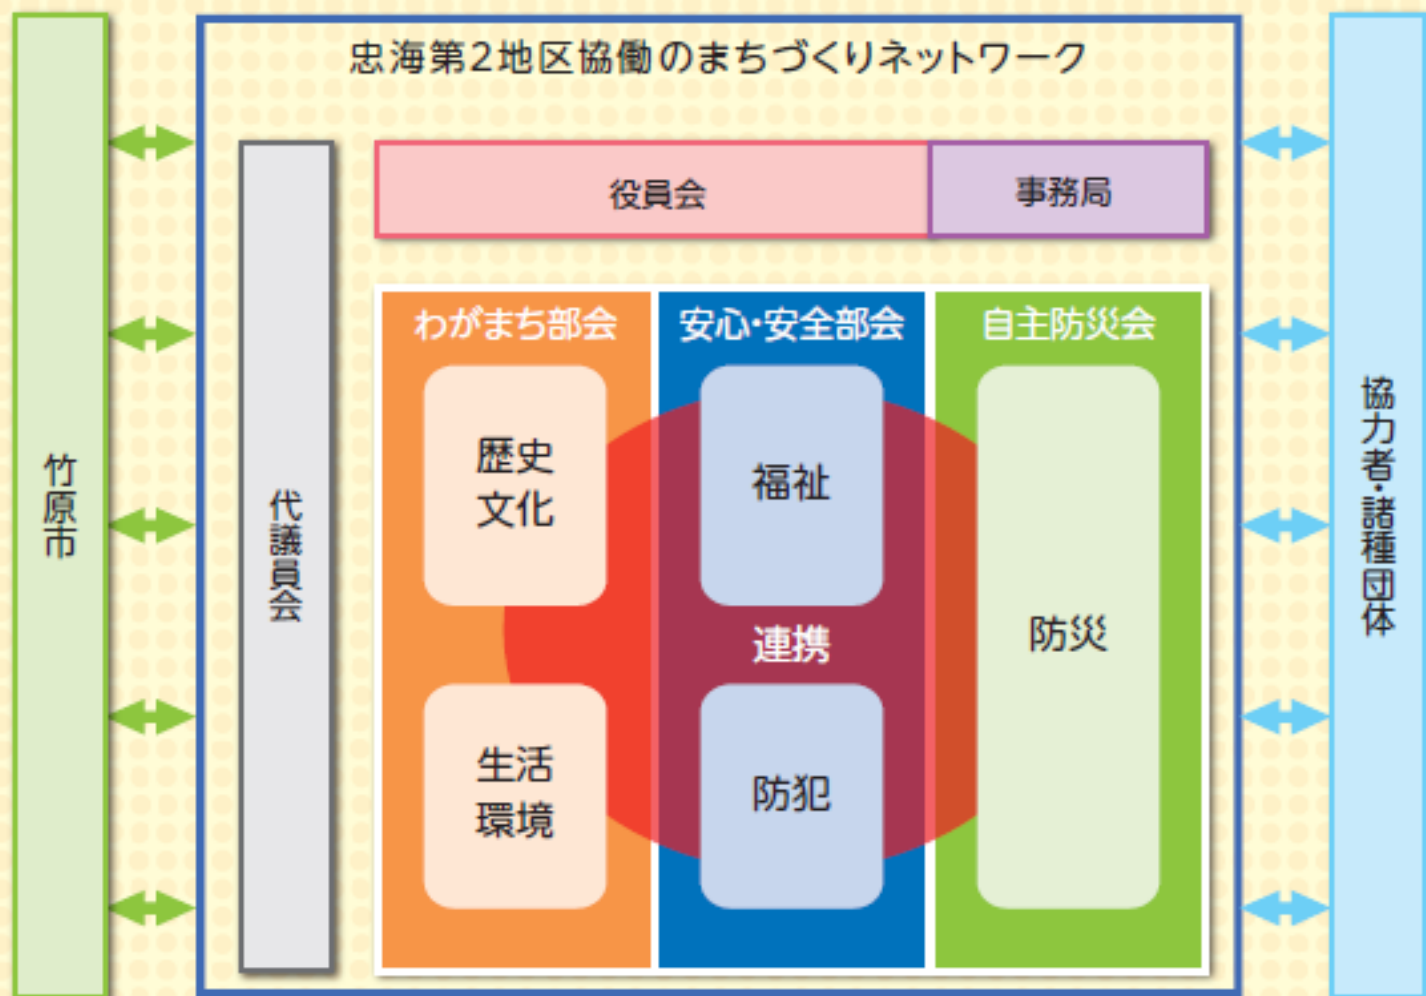 忠海第2地区協働のまちづくりネットワーク
竹原市
代議員会
役員会
事務局
わがまち部会
歴史
文化
生活
環境
安心・安全部会
福祉
連携
防犯
自主防災会
防災
協力者・諸種団体